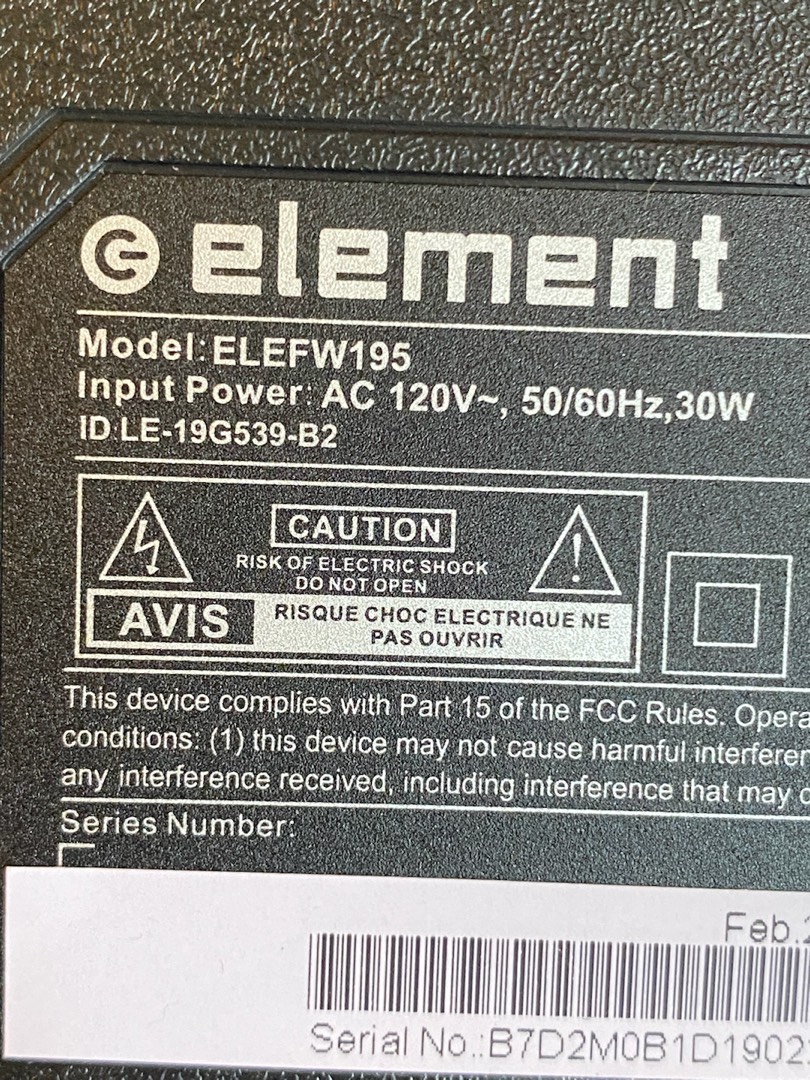 element
Model:ELEFW195
Input Power: AC 120V~, 50/60Hz,30W
ID:LE-19G539-B2
CAUTION
RISK OF ELECTRIC SHOCK
DO NOT OPEN
AVIS
RISQUE CHOC ELECTRIQUE NE
PAS OUVRIR
This device complies with Part 15 of the FCC Rules. Opera
conditions: (1) this device may not cause harmful interferen
any interference received, including interference that may c
Series Number:
Feb.2
Serial No.:B7D2M0B1D1902